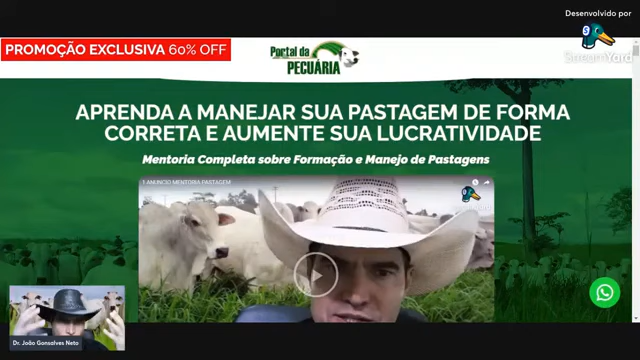 Desenvolvido por
StreamYard
PROMOÇÃO EXCLUSIVA 60% OFF
Portal da
PECUÁRIA
APRENDA A MANEJAR SUA PASTAGEM DE FORMA
CORRETA E AUMENTE SUA LUCRATIVIDADE
Mentoria Completa sobre Formação e Manejo de Pastagens
1 ANUNCIO MENTORIA PASTAGEM
Dr. João Gonsalves Neto